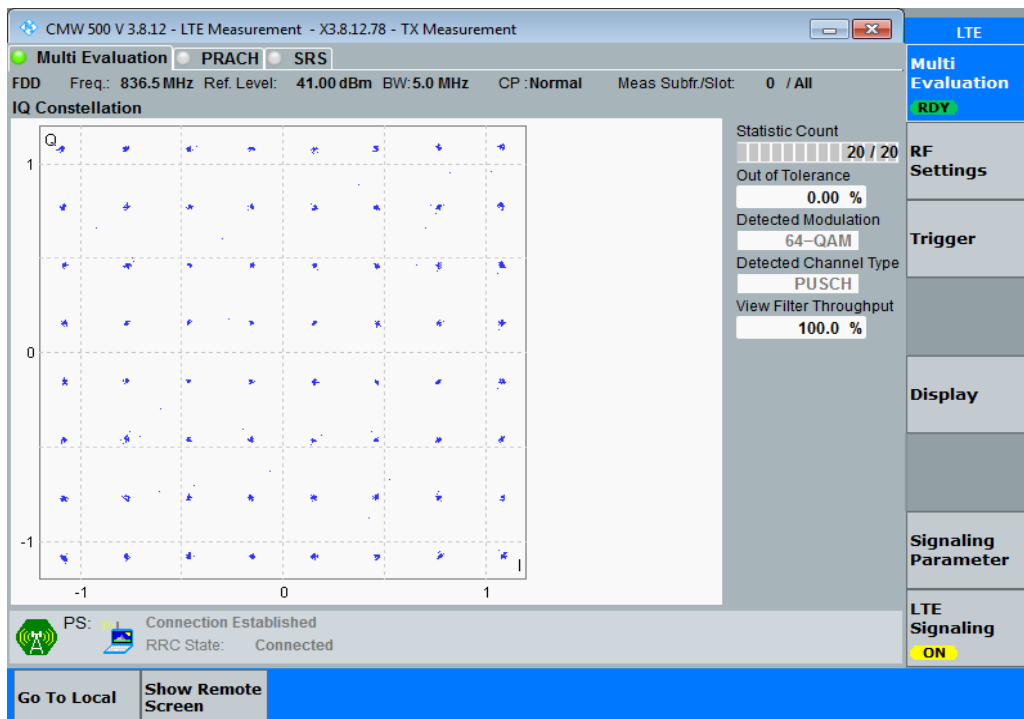 CMW 500 V 3.8.12 - LTE Measurement - X3.8.12.78 - TX Measurement
LTE
Multi Evaluation PRACH SRS
FDD Freq.: 836.5 MHz Ref. Level: 41.00 dBm BW: 5.0 MHz CP : Normal Meas Subfr./Slot: 0 / All
IQ Constellation
Q
1
0
-1
-1 0 1
I
Statistic Count
20 / 20
Out of Tolerance
0.00 %
Detected Modulation
64-QAM
Detected Channel Type
PUSCH
View Filter Throughput
100.0 %
Multi
Evaluation
RDY
RF
Settings
Trigger
Display
Signaling
Parameter
LTE
Signaling
ON
PS: Connection Established
RRC State: Connected
Go To Local
Show Remote
Screen